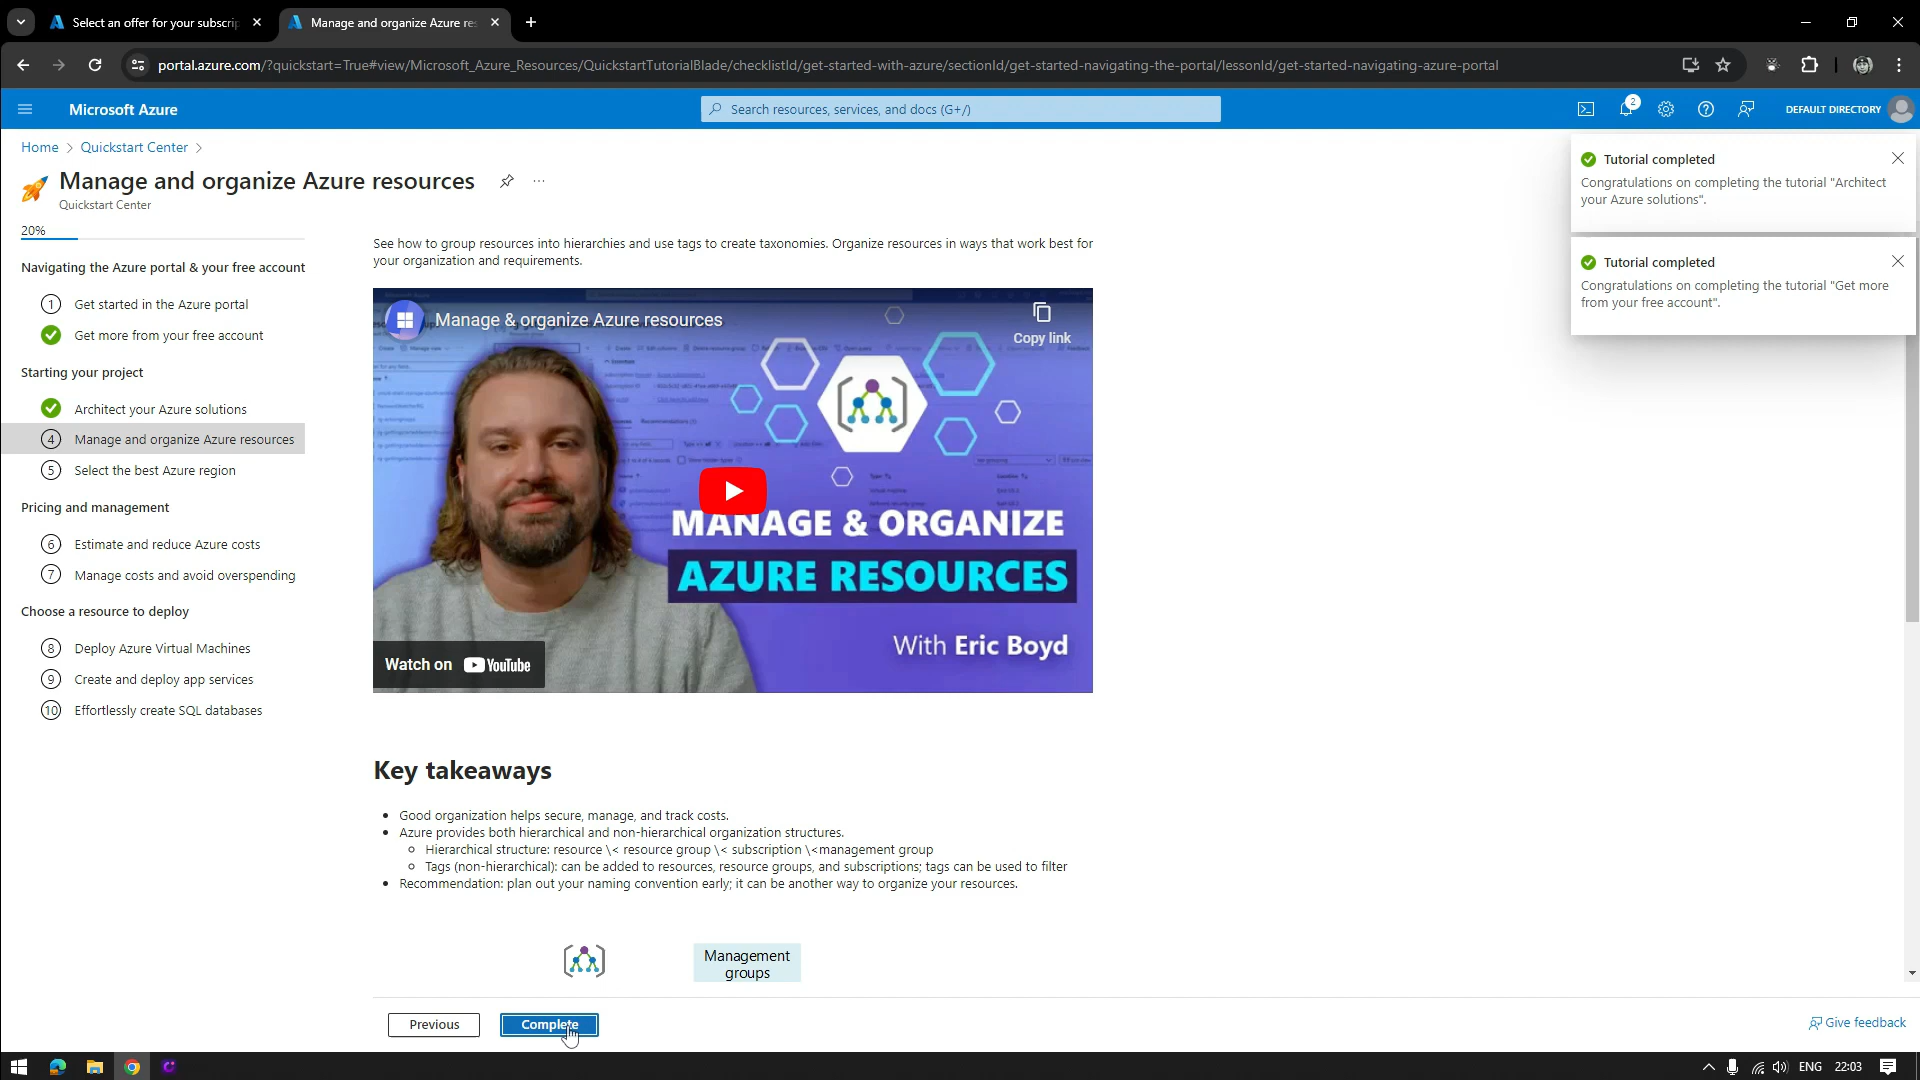 Select an offer for your subscrip
Manage and organize Azure res
portal.azure.com/?quickstart=True#view/Microsoft_Azure_Resources/QuickstartTutorialBlade/checklistId/get-started-with-azure/sectionId/get-started-navigating-the-portal/lessonId/get-started-navigating-azure-portal
Microsoft Azure
Search resources, services, and docs (G+/)
2
DEFAULT DIRECTORY
Home > Quickstart Center >
Manage and organize Azure resources
Quickstart Center
20%
Navigating the Azure portal & your free account
1 Get started in the Azure portal
Get more from your free account
Starting your project
Architect your Azure solutions
4 Manage and organize Azure resources
5 Select the best Azure region
Pricing and management
6 Estimate and reduce Azure costs
7 Manage costs and avoid overspending
Choose a resource to deploy
8 Deploy Azure Virtual Machines
9 Create and deploy app services
10 Effortlessly create SQL databases
See how to group resources into hierarchies and use tags to create taxonomies. Organize resources in ways that work best for
your organization and requirements.
Manage & organize Azure resources
Copy link
MANAGE & ORGANIZE
AZURE RESOURCES
With Eric Boyd
Watch on YouTube
Key takeaways
Good organization helps secure, manage, and track costs.
Azure provides both hierarchical and non-hierarchical organization structures.
Hierarchical structure: resource \< resource group \< subscription \<management group
Tags (non-hierarchical): can be added to resources, resource groups, and subscriptions; tags can be used to filter
Recommendation: plan out your naming convention early; it can be another way to organize your resources.
Management
groups
Previous
Complete
Give feedback
Tutorial completed
Congratulations on completing the tutorial "Architect
your Azure solutions".
Tutorial completed
Congratulations on completing the tutorial "Get more
from your free account".
ENG
22:03